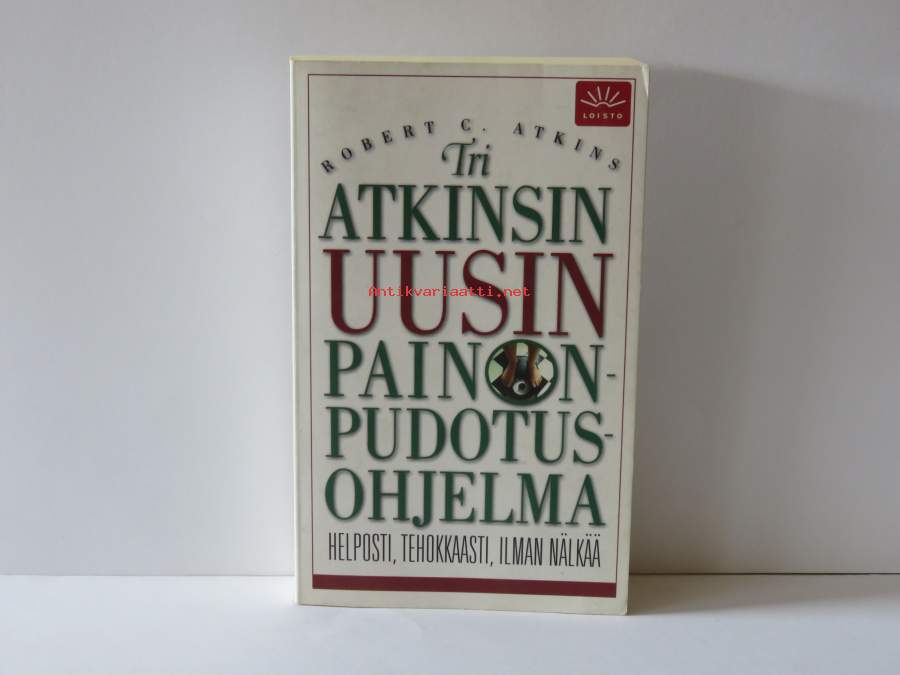 LOISTO
ROBERT C. ATKINS
Tri
ATKINSIN
UUSIN
Antikvariaatti.net
PAINON-
PUDOTUS-
OHJELMA
HELPOSTI, TEHOKKAASTI, ILMAN NÄLKÄÄ